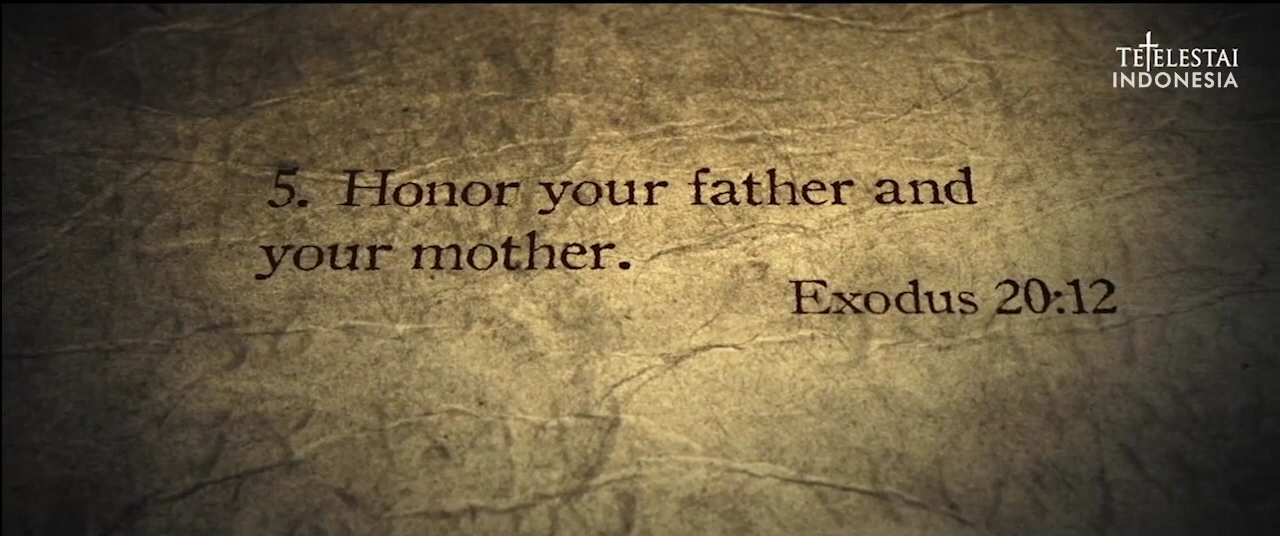 TETELESTAI
INDONESIA
5. Honor your father and
your mother.
Exodus 20:12